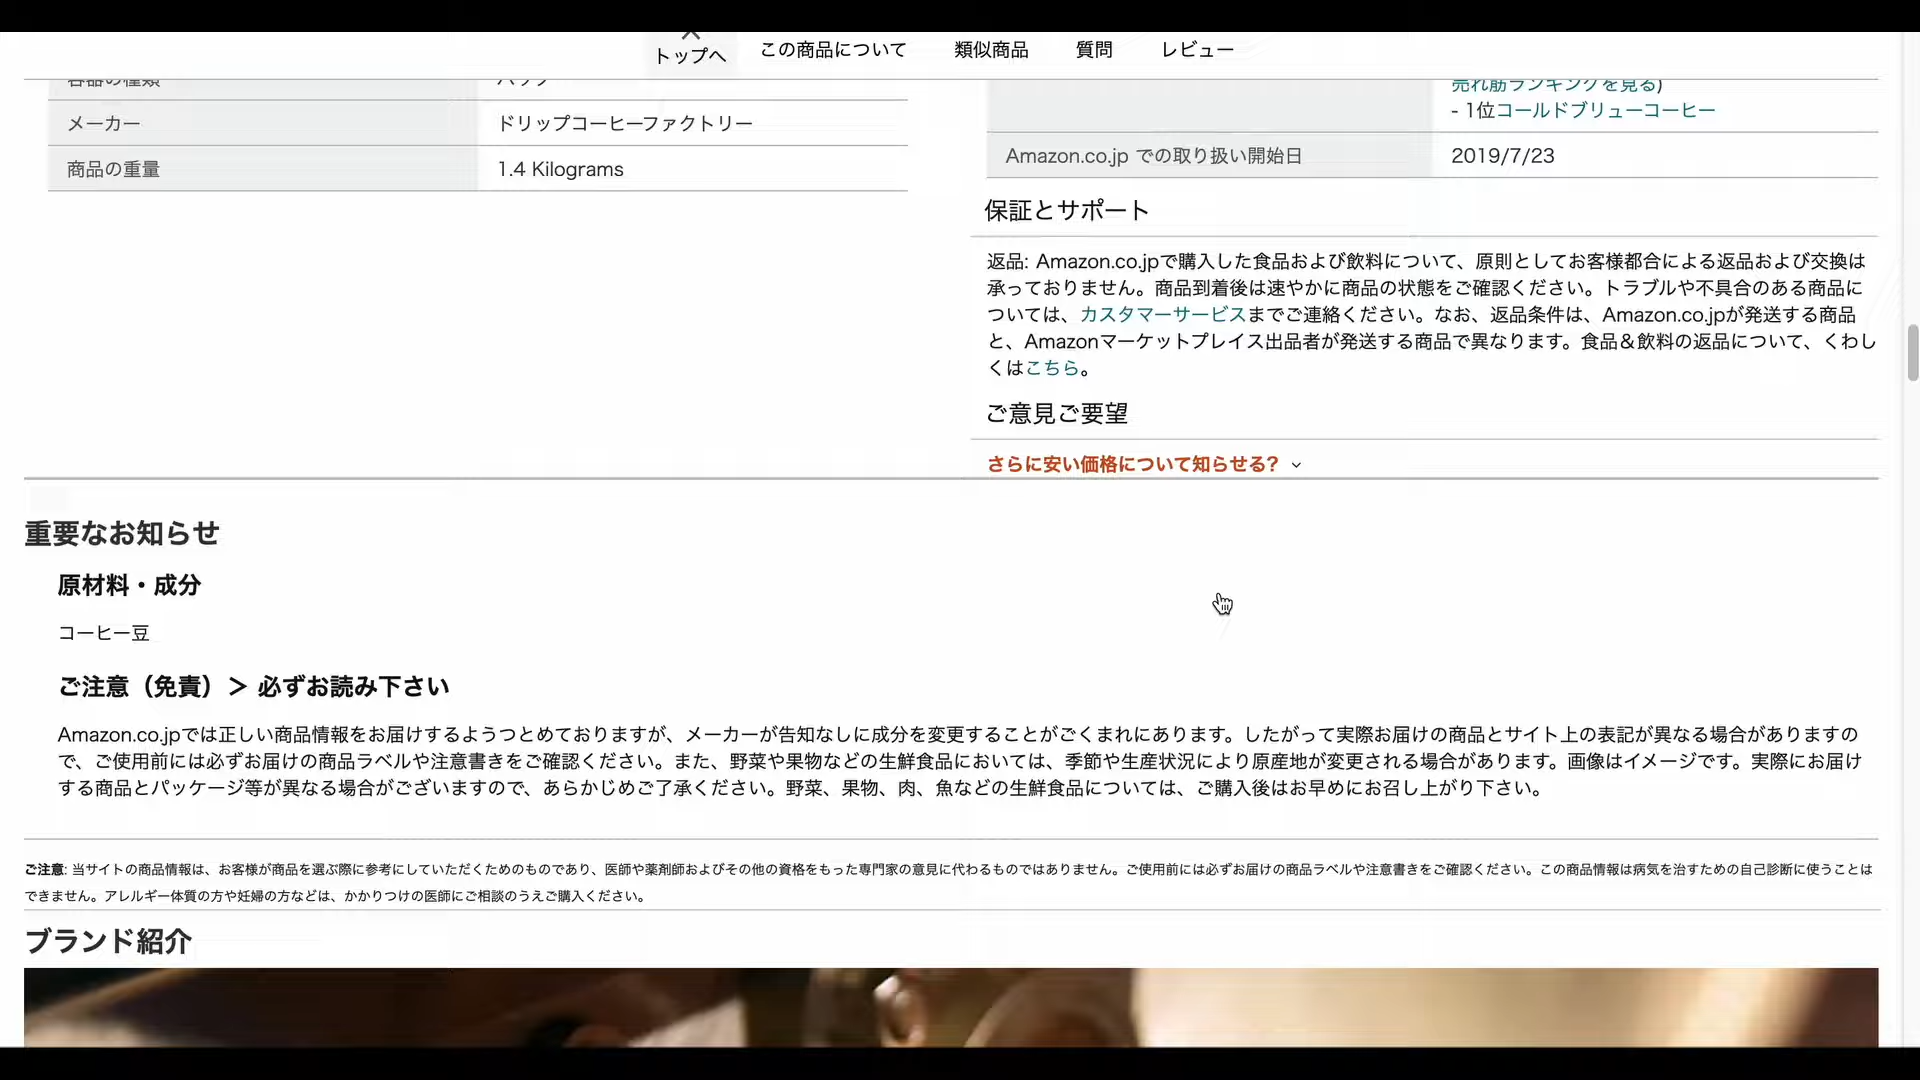 トップへ
この商品について
類似商品
質問
レビュー
容器の種類
パック
メーカー
ドリップコーヒーファクトリー
商品の重量
1.4 Kilograms
売れ筋ランキングを見る)
- 1位コールドブリューコーヒー
Amazon.co.jp での取り扱い開始日
2019/7/23
保証とサポート
返品: Amazon.co.jpで購入した食品および飲料について、原則としてお客様都合による返品および交換は
承っておりません。商品到着後は速やかに商品の状態をご確認ください。トラブルや不具合のある商品に
ついては、カスタマーサービスまでご連絡ください。なお、返品条件は、Amazon.co.jpが発送する商品
と、Amazonマーケットプレイス出品者が発送する商品で異なります。食品＆飲料の返品について、くわし
くはこちら。
ご意見ご要望
さらに安い価格について知らせる?
重要なお知らせ
原材料・成分
コーヒー豆
ご注意（免責）＞ 必ずお読み下さい
Amazon.co.jpでは正しい商品情報をお届けするようつとめておりますが、メーカーが告知なしに成分を変更することがごくまれにあります。したがって実際お届けの商品とサイト上の表記が異なる場合がありますの
で、ご使用前には必ずお届けの商品ラベルや注意書きをご確認ください。また、野菜や果物などの生鮮食品においては、季節や生産状況により原産地が変更される場合があります。画像はイメージです。実際にお届け
する商品とパッケージ等が異なる場合がございますので、あらかじめご了承ください。野菜、果物、肉、魚などの生鮮食品については、ご購入後はお早めにお召し上がり下さい。
ご注意: 当サイトの商品情報は、お客様が商品を選ぶ際に参考にしていただくためのものであり、医師や薬剤師およびその他の資格をもった専門家の意見に代わるものではありません。ご使用前には必ずお届けの商品ラベルや注意書きをご確認ください。この商品情報は病気を治すための自己診断に使うことは
できません。アレルギー体質の方や妊婦の方などは、かかりつけの医師にご相談のうえご購入ください。
ブランド紹介